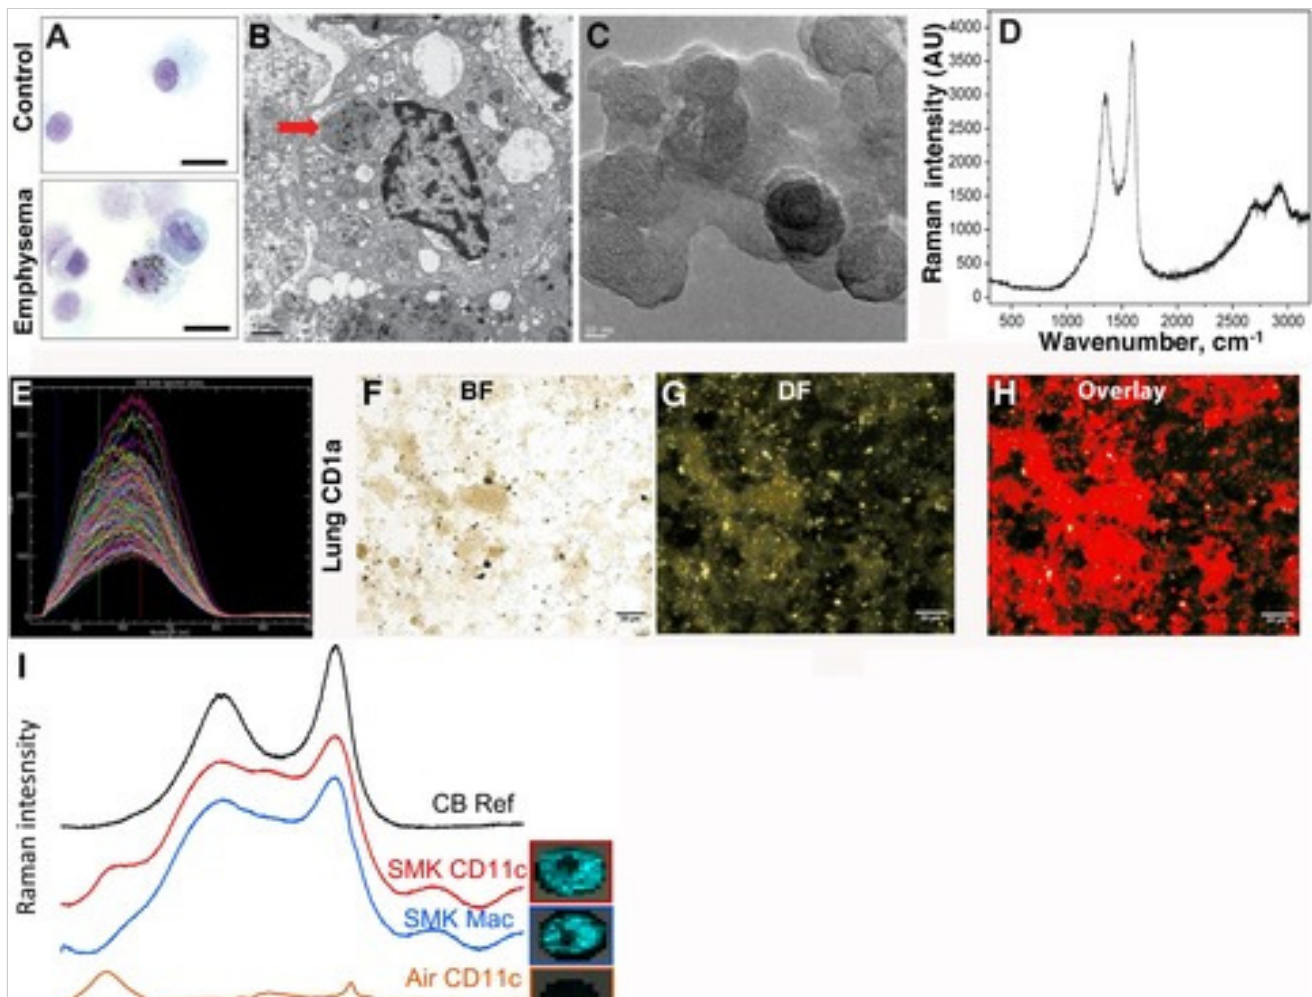 Control
A
B
C
D
Emphysema
Raman intensity (AU)
4000
3500
3000
2500
2000
1500
1000
500
0
500
1000
1500
2000
2500
3000
Wavenumber, cm-1
E
Lung CD1a
F
BF
G
DF
H
Overlay
I
Raman intesnsity
CB Ref
SMK CD11c
SMK Mac
Air CD11c